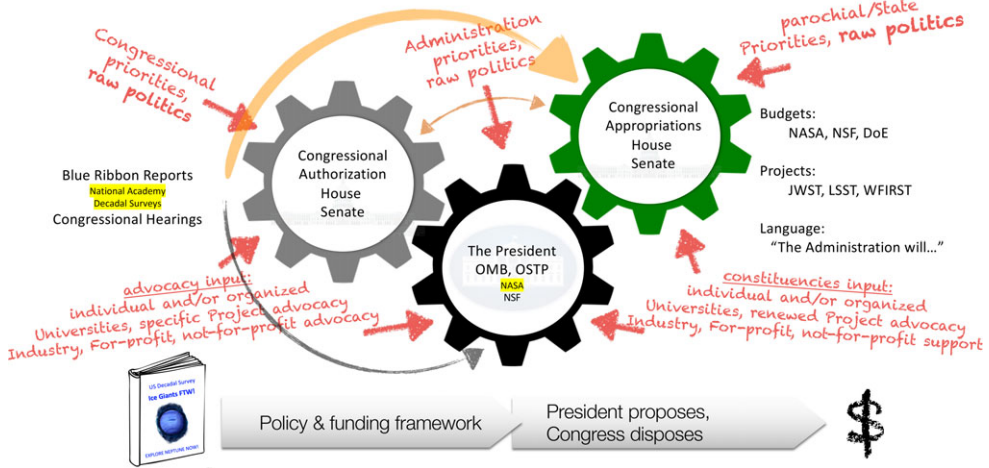 Congressional
priorities,
raw politics
Administration
priorities,
raw politics
parochial/State
Priorities, raw politics
Congressional
Authorization
House
Senate
Congressional
Appropriations
House
Senate
The President
OMB, OSTP
NASA
NSF
Blue Ribbon Reports
National Academy
Decadal Surveys
Congressional Hearings
Budgets:
NASA, NSF, DoE
Projects:
JWST, LSST, WFIRST
Language:
“The Administration will…”
advocacy input:
individual and/or organized
Universities, specific Project advocacy
Industry, For-profit, not-for-profit advocacy
constituencies input:
individual and/or organized
Universities, renewed Project advocacy
Industry, For-profit, not-for-profit support
US Decadal Survey
Ice Giants FTW!
EXPLORE NEPTUNE NOW!
Policy & funding framework
President proposes,
Congress disposes
$